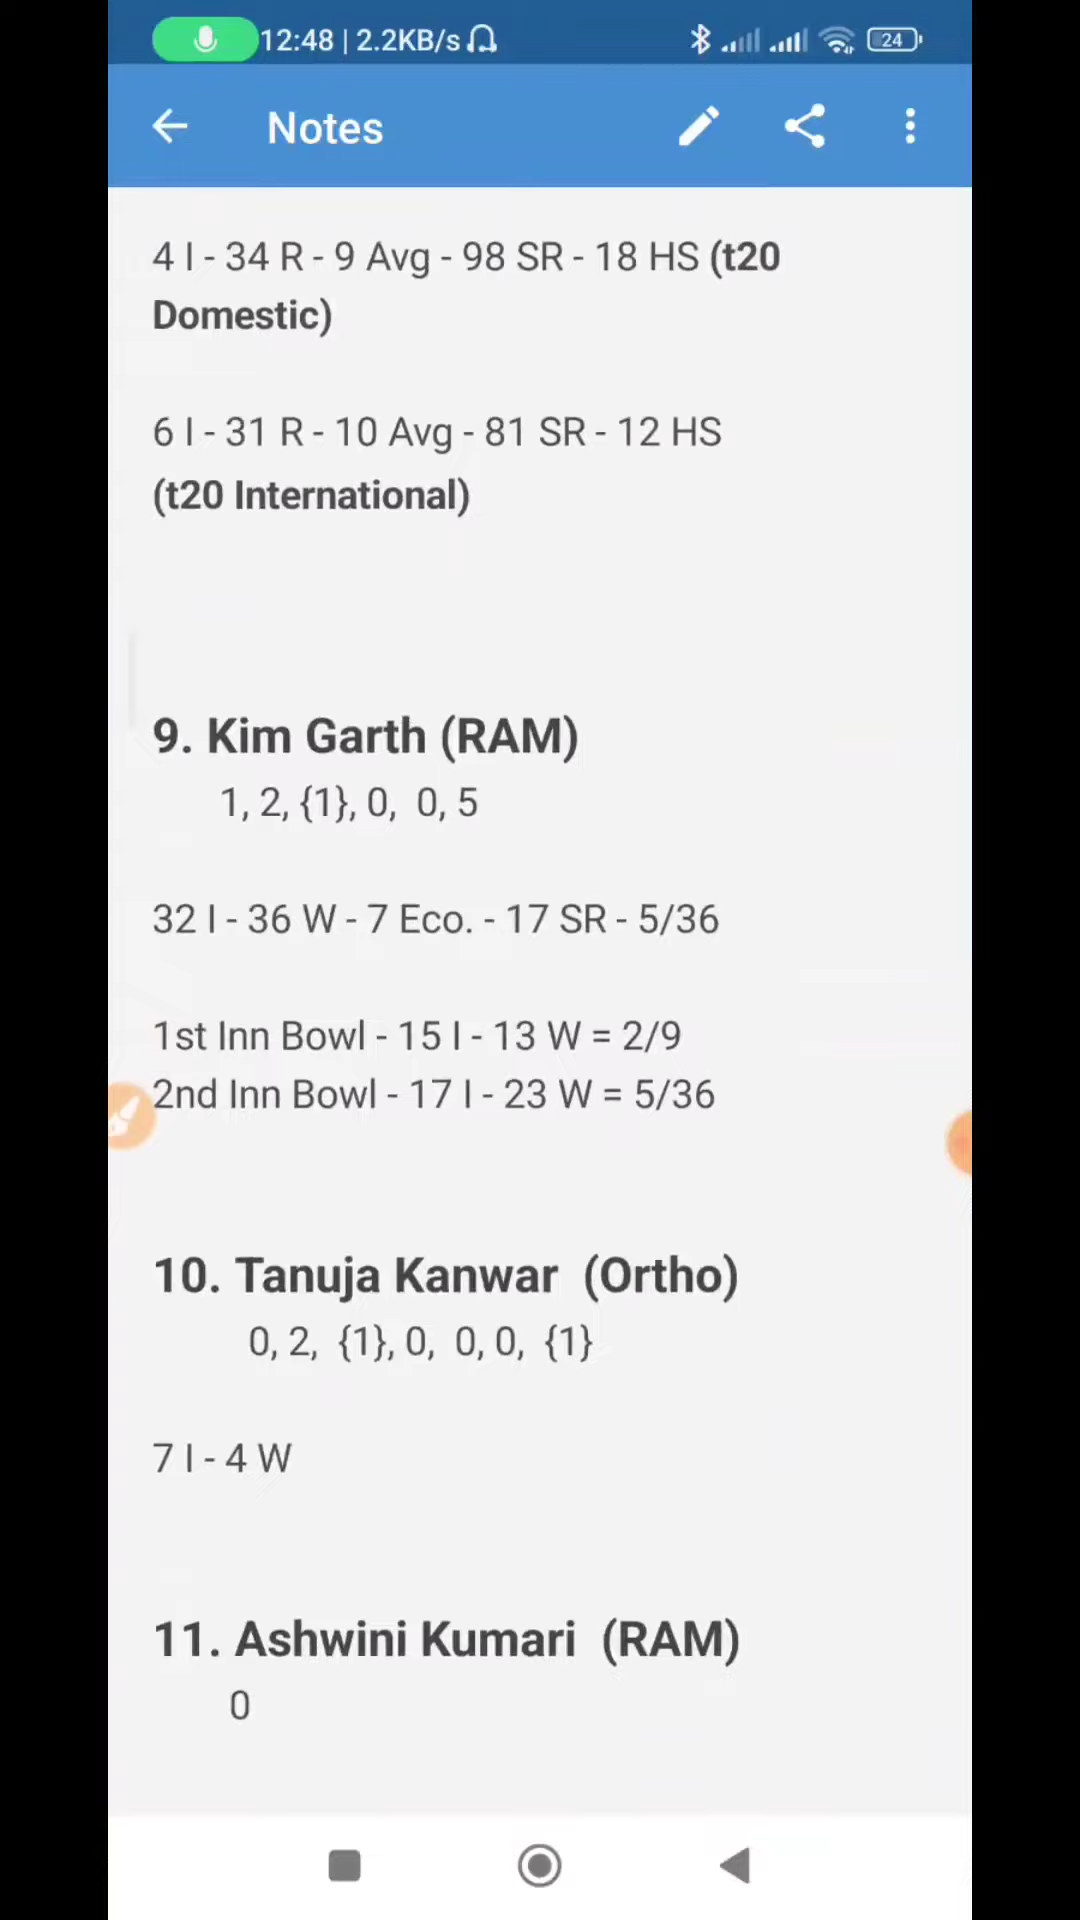 12:48 | 2.2KB/s
24
Notes
4 I - 34 R - 9 Avg - 98 SR - 18 HS (t20
Domestic)
6 I - 31 R - 10 Avg - 81 SR - 12 HS
(t20 International)
9. Kim Garth (RAM)
1, 2, {1}, 0, 0, 5
32 I - 36 W - 7 Eco. - 17 SR - 5/36
1st Inn Bowl - 15 I - 13 W = 2/9
2nd Inn Bowl - 17 I - 23 W = 5/36
10. Tanuja Kanwar (Ortho)
0, 2, {1}, 0, 0, 0, {1}
7 I - 4 W
11. Ashwini Kumari (RAM)
0